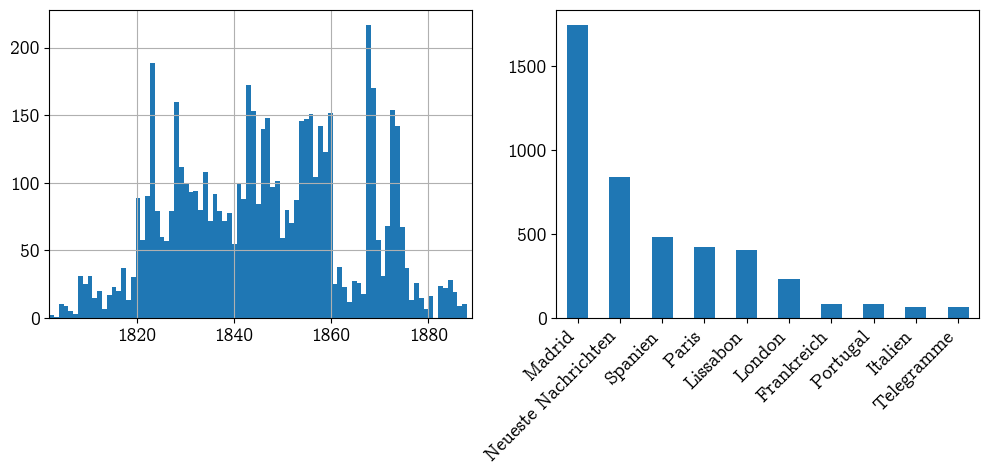 200
150
100
50
0
1820 1840 1860 1880
1500
1000
500
0
Madrid
Neueste Nachrichten
Spanien
Paris
Lissabon
London
Frankreich
Portugal
Italien
Telegramme